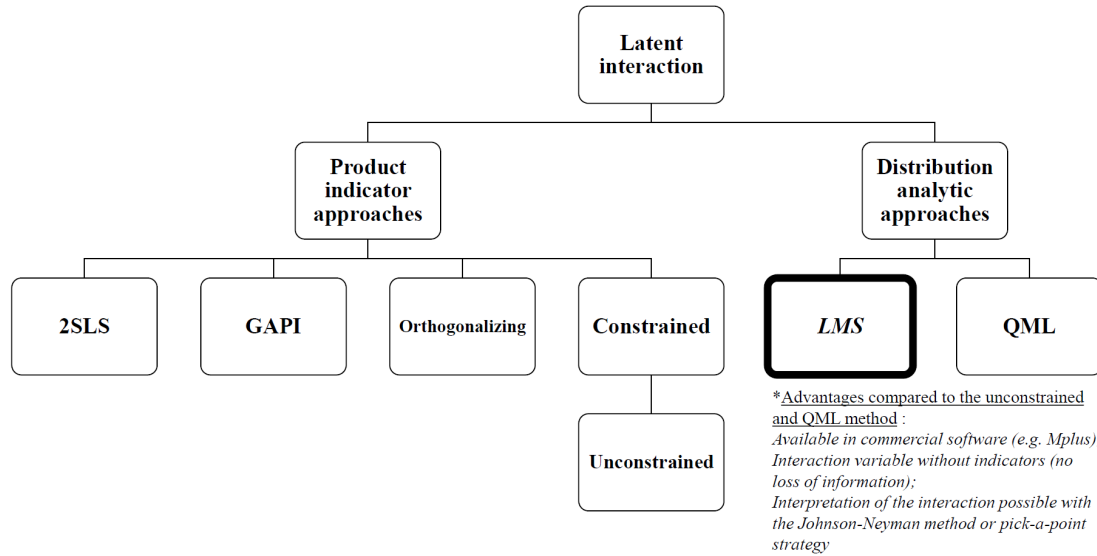 Latent
interaction
Product
indicator
approaches
Distribution
analytic
approaches
2SLS
GAPI
Orthogonalizing
Constrained
LMS
QML
Unconstrained
*Advantages compared to the unconstrained
and QML method :
Available in commercial software (e.g. Mplus)
Interaction variable without indicators (no
loss of information);
Interpretation of the interaction possible with
the Johnson-Neyman method or pick-a-point
strategy